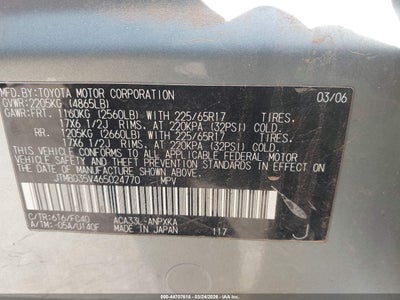 MFD.BY:TOYOTA MOTOR CORPORATION 03/06
GVWR:2205KG (4865LB)
GAWR:FRT. 1160KG (2560LB) WITH 225/65R17 TIRES.
17X6 1/2J RIMS. AT 220KPA (32PSI) COLD.
RR. 1205KG (2660LB) WITH 225/65R17 TIRES.
17X6 1/2J RIMS. AT 220KPA (32PSI) COLD.
THIS VEHICLE CONFORMS TO ALL APPLICABLE FEDERAL MOTOR
VEHICLE SAFETY AND THEFT PREVENTION STANDARDS IN EFFECT ON
THE DATE OF MANUFACTURE SHOWN ABOVE.
JTMBD35V465024770 MPV
C/TR:6T6/FC40 ACA33L-ANPXKA
A/TM:-05A/U140F MADE IN JAPAN 117
500 - 44707618 - 03/24/2026 - IAA